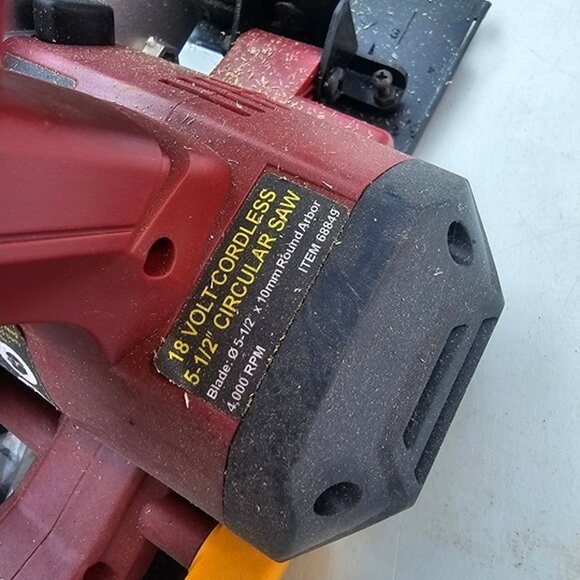 18 VOLT CORDLESS
5-1/2" CIRCULAR SAW
Blade: Ø 5-1/2" x 10mm Round Arbor
4,000 RPM
ITEM 68849
3